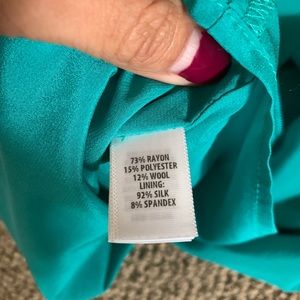 73% RAYON
15% POLYESTER
12% WOOL
LINING:
92% SILK
8% SPANDEX